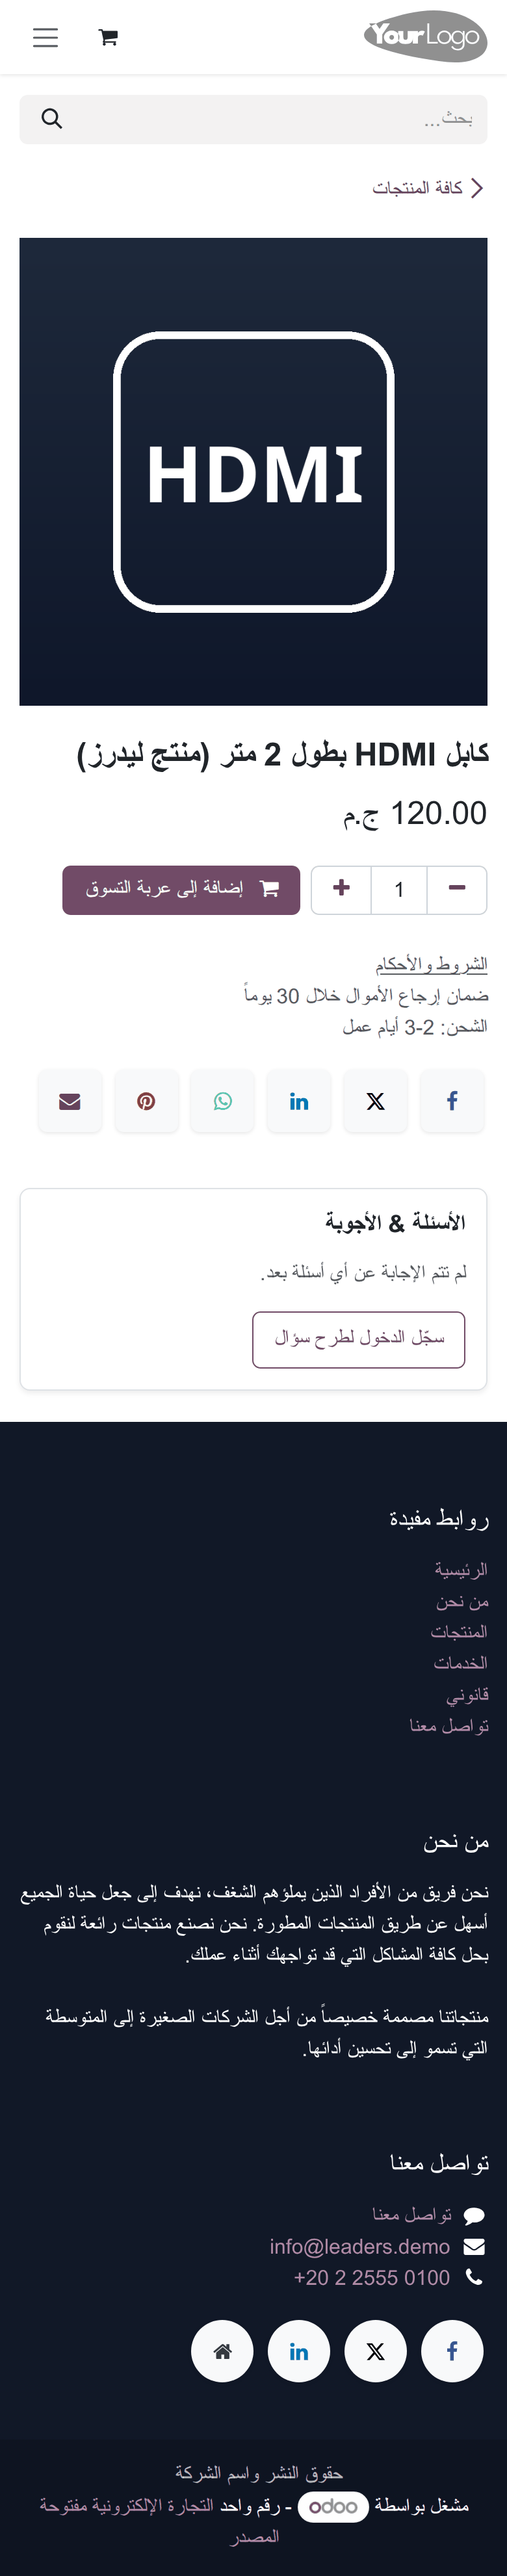 YourLogo
بحث...
كافة المنتجات
HDMI
كابل HDMI بطول 2 متر (منتج ليدرز)
120.00 ج.م
1
إضافة إلى عربة التسوق
الشروط والأحكام
ضمان إرجاع الأموال خلال 30 يوماً
الشحن: 2-3 أيام عمل
الأسئلة & الأجوبة
لم تتم الإجابة عن أي أسئلة بعد.
سجّل الدخول لطرح سؤال
روابط مفيدة
الرئيسية
من نحن
المنتجات
الخدمات
قانوني
تواصل معنا
من نحن
نحن فريق من الأفراد الذين يملؤهم الشغف، نهدف إلى جعل حياة الجميع
أسهل عن طريق المنتجات المطورة. نحن نصنع منتجات رائعة لنقوم
بحل كافة المشاكل التي قد تواجهك أثناء عملك.
منتجاتنا مصممة خصيصاً من أجل الشركات الصغيرة إلى المتوسطة
التي تسمو إلى تحسين أدائها.
تواصل معنا
تواصل معنا
info@leaders.demo
+20 2 2555 0100
حقوق النشر واسم الشركة
مشغل بواسطة odoo - رقم واحد التجارة الإلكترونية مفتوحة
المصدر